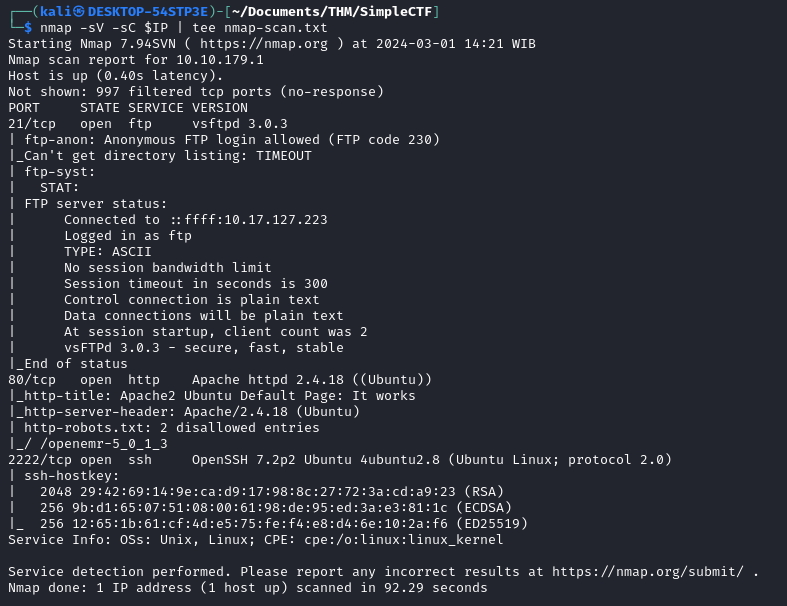 ┌──(kali㉿DESKTOP-54STP3E)-[~/Documents/THM/SimpleCTF]
└─$ nmap -sV -sC $IP | tee nmap-scan.txt
Starting Nmap 7.94SVN ( https://nmap.org ) at 2024-03-01 14:21 WIB
Nmap scan report for 10.10.179.1
Host is up (0.40s latency).
Not shown: 997 filtered tcp ports (no-response)
PORT     STATE SERVICE VERSION
21/tcp   open  ftp     vsftpd 3.0.3
| ftp-anon: Anonymous FTP login allowed (FTP code 230)
|_Can't get directory listing: TIMEOUT
| ftp-syst:
|   STAT:
| FTP server status:
|      Connected to ::ffff:10.17.127.223
|      Logged in as ftp
|      TYPE: ASCII
|      No session bandwidth limit
|      Session timeout in seconds is 300
|      Control connection is plain text
|      Data connections will be plain text
|      At session startup, client count was 2
|      vsFTPd 3.0.3 - secure, fast, stable
|_End of status
80/tcp   open  http    Apache httpd 2.4.18 ((Ubuntu))
|_http-title: Apache2 Ubuntu Default Page: It works
|_http-server-header: Apache/2.4.18 (Ubuntu)
| http-robots.txt: 2 disallowed entries
|_/ /openemr-5_0_1_3
2222/tcp open  ssh     OpenSSH 7.2p2 Ubuntu 4ubuntu2.8 (Ubuntu Linux; protocol 2.0)
| ssh-hostkey:
|   2048 29:42:69:14:9e:ca:d9:17:98:8c:27:72:3a:cd:a9:23 (RSA)
|   256 9b:d1:65:07:51:08:00:61:98:de:95:ed:3a:e3:81:1c (ECDSA)
|_  256 12:65:1b:61:cf:4d:e5:75:fe:f4:e8:d4:6e:10:2a:f6 (ED25519)
Service Info: OSs: Unix, Linux; CPE: cpe:/o:linux:linux_kernel

Service detection performed. Please report any incorrect results at https://nmap.org/submit/ .
Nmap done: 1 IP address (1 host up) scanned in 92.29 seconds